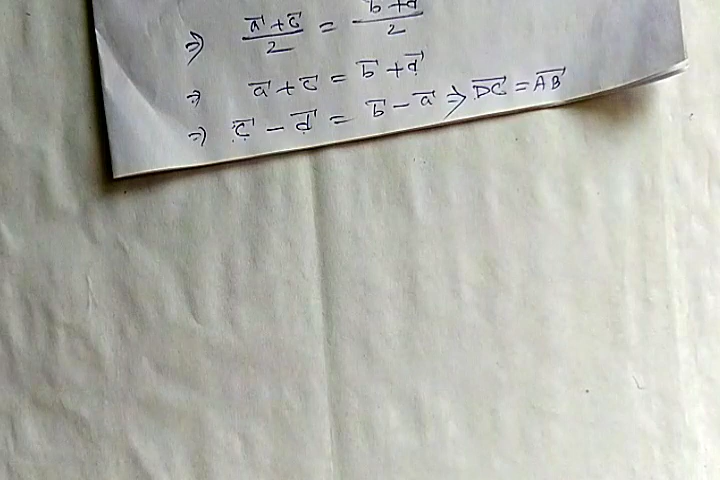 ⇒ (a⃗ + c⃗)/2 = (b⃗ + d⃗)/2
⇒ a⃗ + c⃗ = b⃗ + d⃗
⇒ c⃗ - d⃗ = b⃗ - a⃗ ⇒ DC⃗ = AB⃗